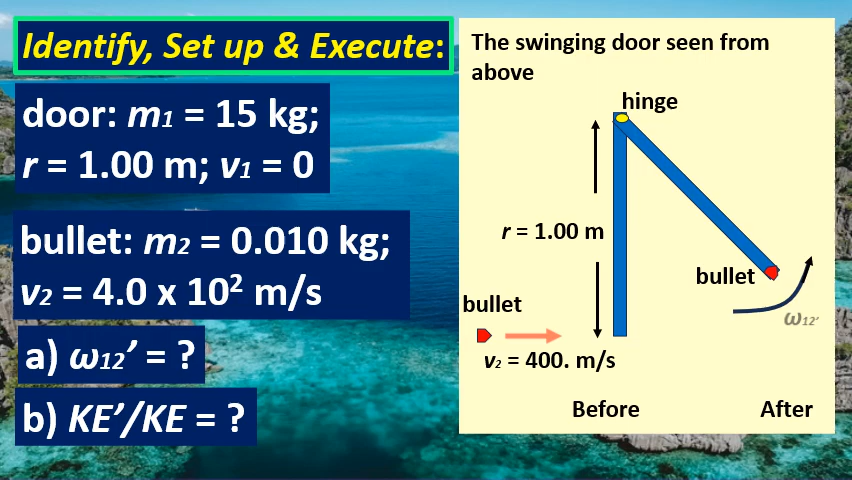 Identify, Set up & Execute:
door: m₁ = 15 kg;
r = 1.00 m; v₁ = 0
bullet: m₂ = 0.010 kg;
v₂ = 4.0 x 10² m/s
a) ω₁₂’ = ?
b) KE’/KE = ?
The swinging door seen from
above
hinge
r = 1.00 m
bullet
bullet
ω₁₂’
v₂ = 400. m/s
Before
After